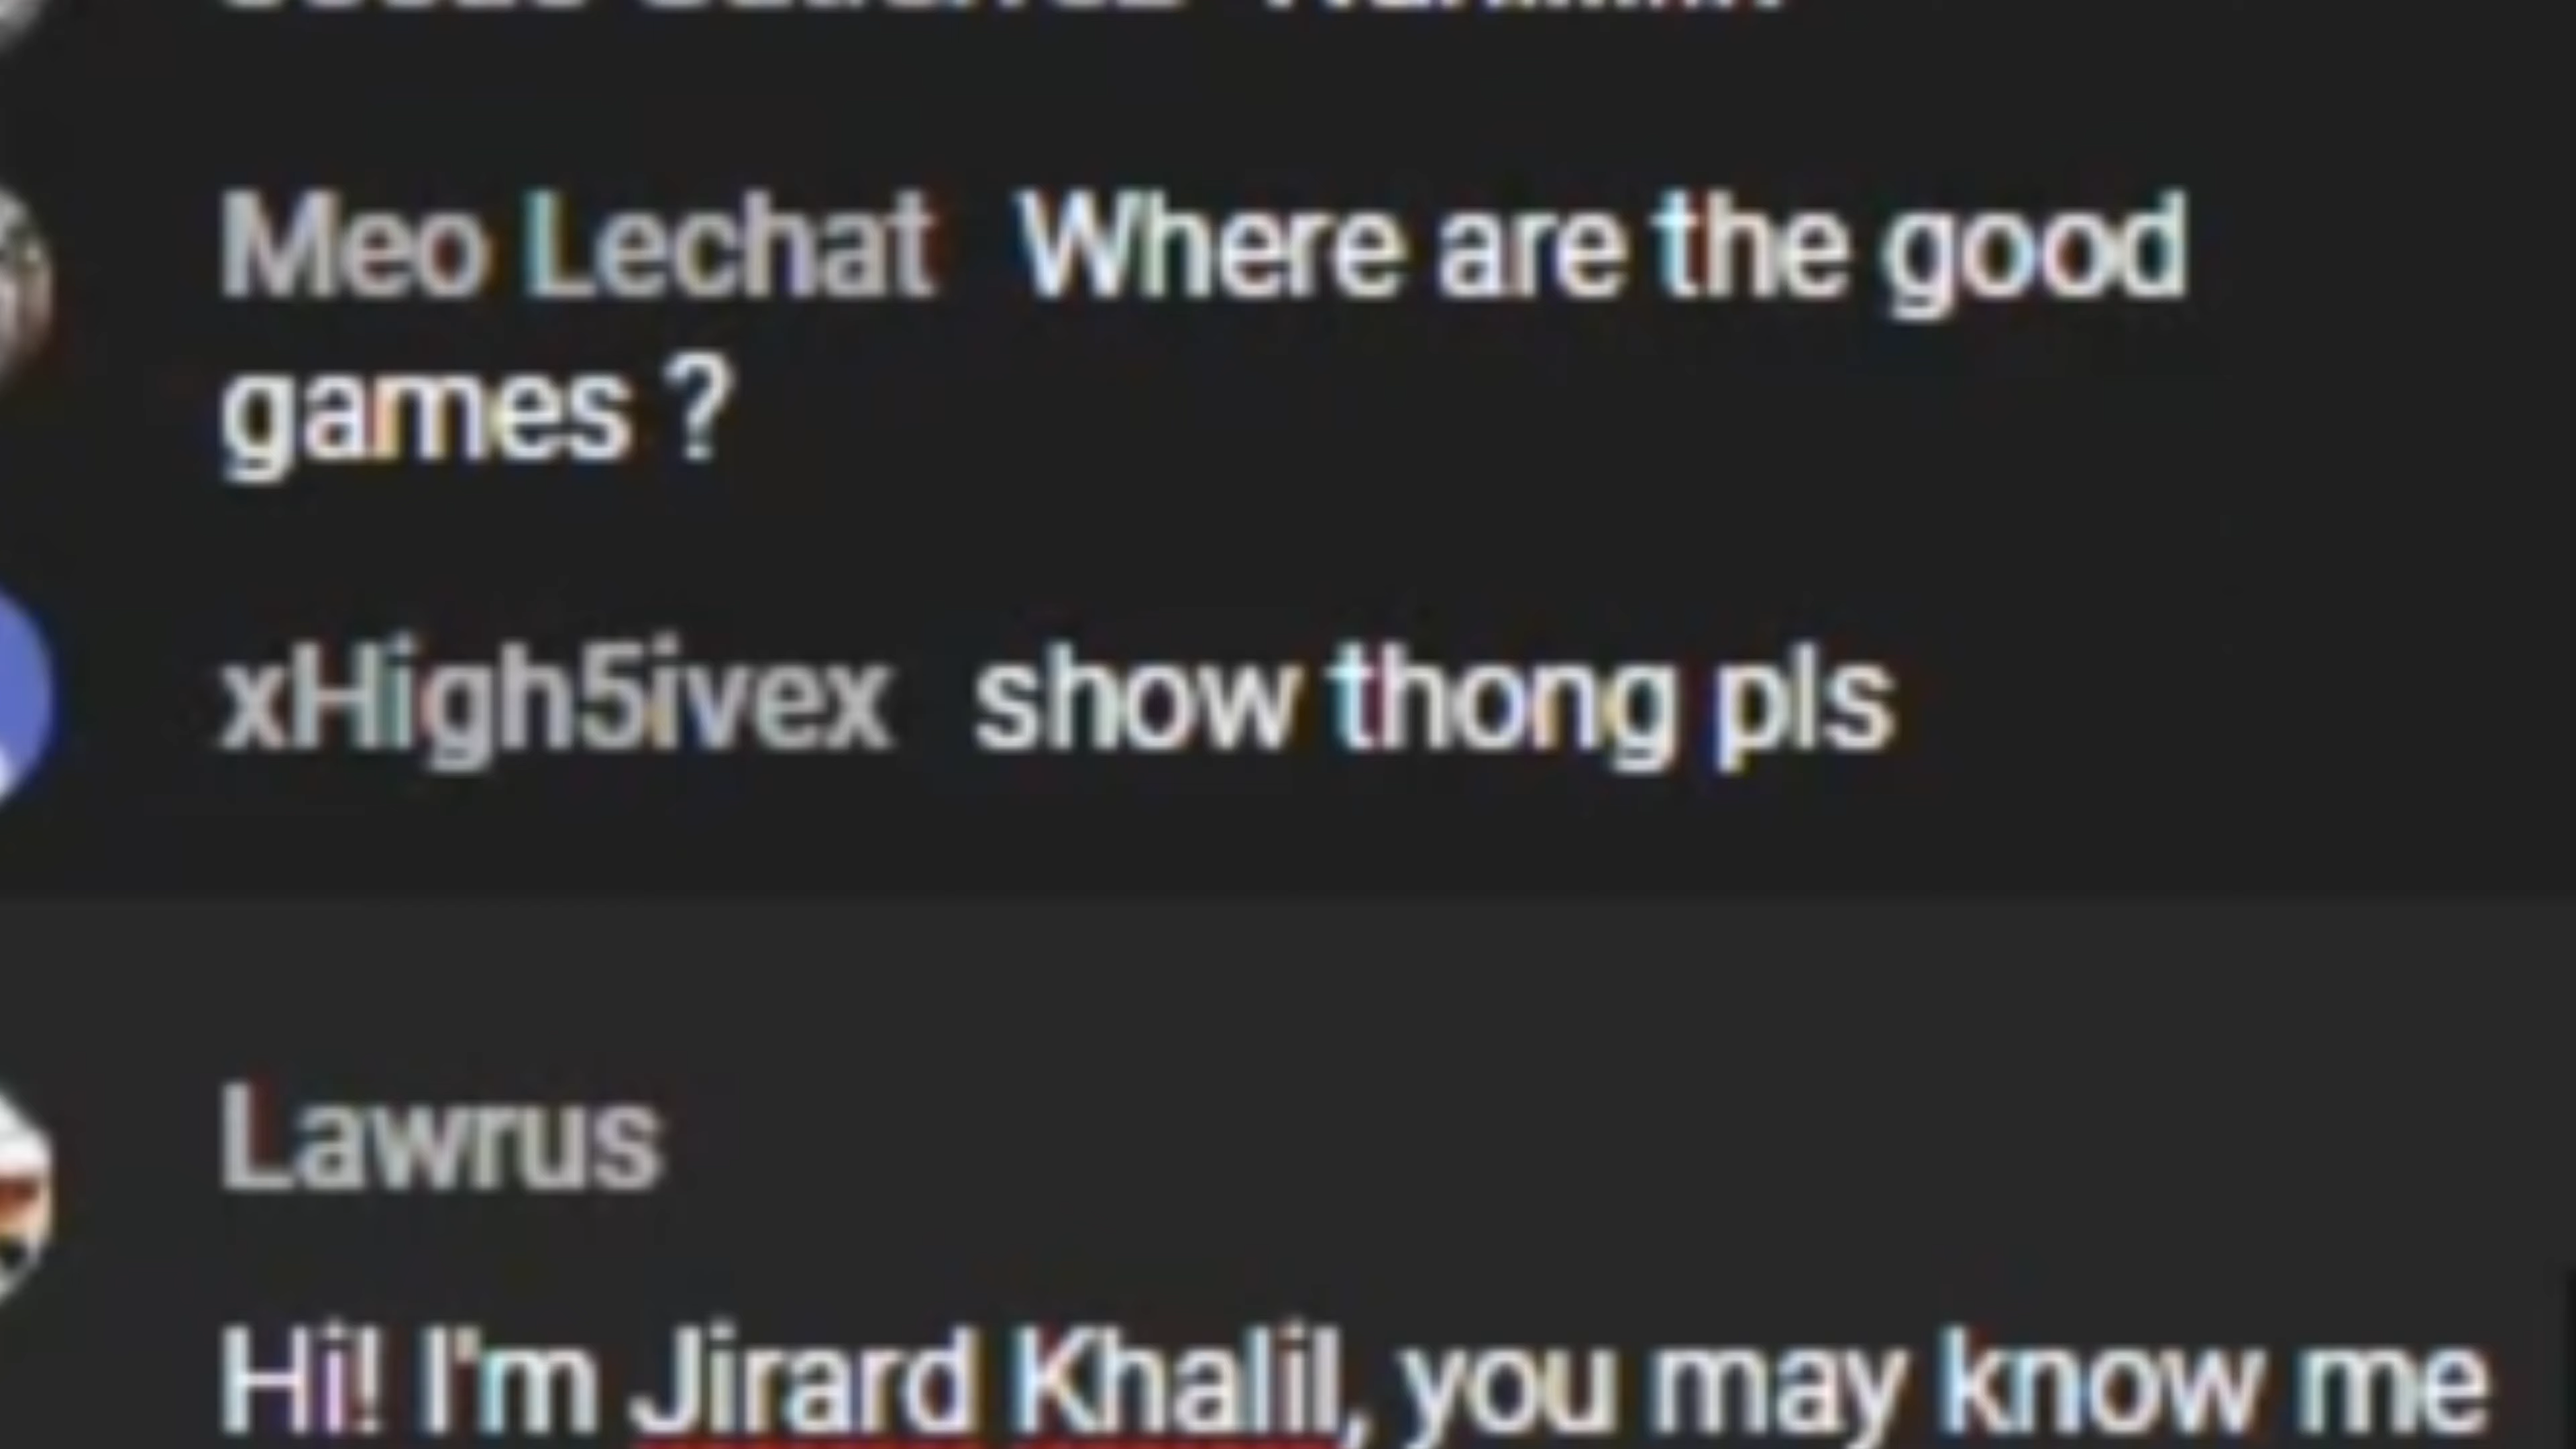 Meo Lechat Where are the good
games ?
xHigh5ivex show thong pls
Lawrus
Hi! I'm Jirard Khalil, you may know me